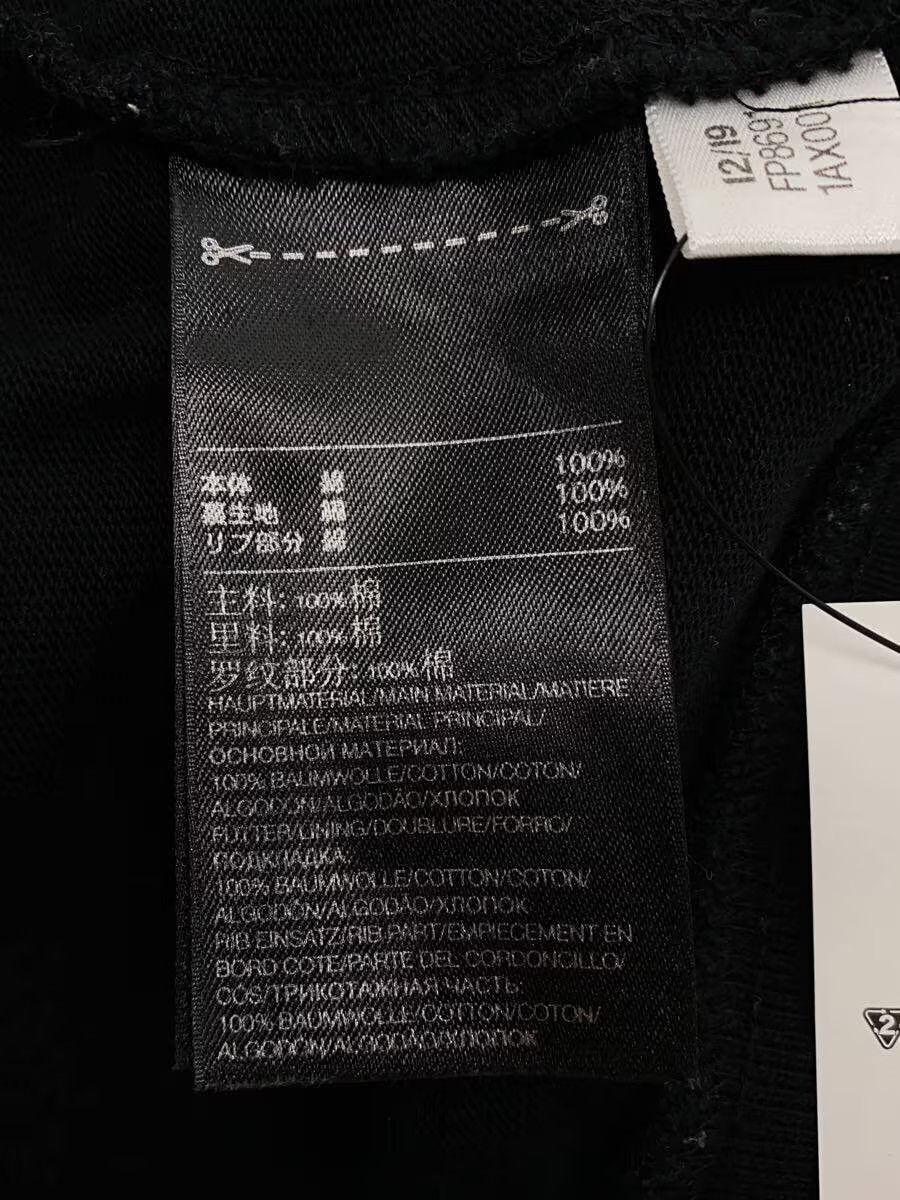 12/19
FP8691
1AX00
本体 綿 100%
裏生地 綿 100%
リブ部分 綿 100%
主料: 100%棉
里料: 100%棉
罗纹部分: 100%棉
HAUPTMATERIAL/MAIN MATERIAL/MATIERE
PRINCIPALE/MATERIAL PRINCIPAL/
ОСНОВНОЙ МАТЕРИАЛ:
100% BAUMWOLLE/COTTON/COTON/
ALGODÓN/ALGODÃO/ХЛОПОК
FUTTER/LINING/DOUBLURE/FORRO/
ПОДКЛАДКА:
100% BAUMWOLLE/COTTON/COTON/
ALGODÓN/ALGODÃO/ХЛОПОК
RIB EINSATZ/RIB PART/EMPIECEMENT EN
BORD COTE/PARTE DEL CORDONCILLO/
COS/ТРИКОТАЖНАЯ ЧАСТЬ:
100% BAUMWOLLE/COTTON/COTON/
ALGODÓN/ALGODÃO/ХЛОПОК
2